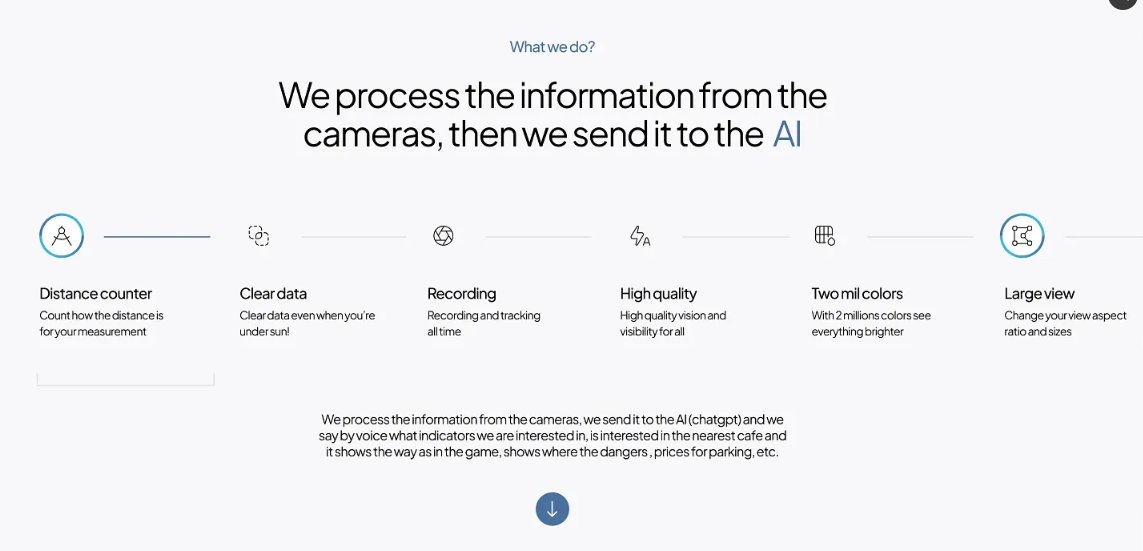 What we do?
We process the information from the
cameras, then we send it to the AI
Distance counter
Count how the distance is
for your measurement
Clear data
Clear data even when you're
under sun!
Recording
Recording and tracking
all time
High quality
High quality vision and
visibility for all
Two mil colors
With 2 millions colors see
everything brighter
Large view
Change your view aspect
ratio and sizes
We process the information from the cameras, we send it to the AI (chatgpt) and we
say by voice what indicators we are interested in, is interested in the nearest cafe and
it shows the way as in the game, shows where the dangers , prices for parking, etc.